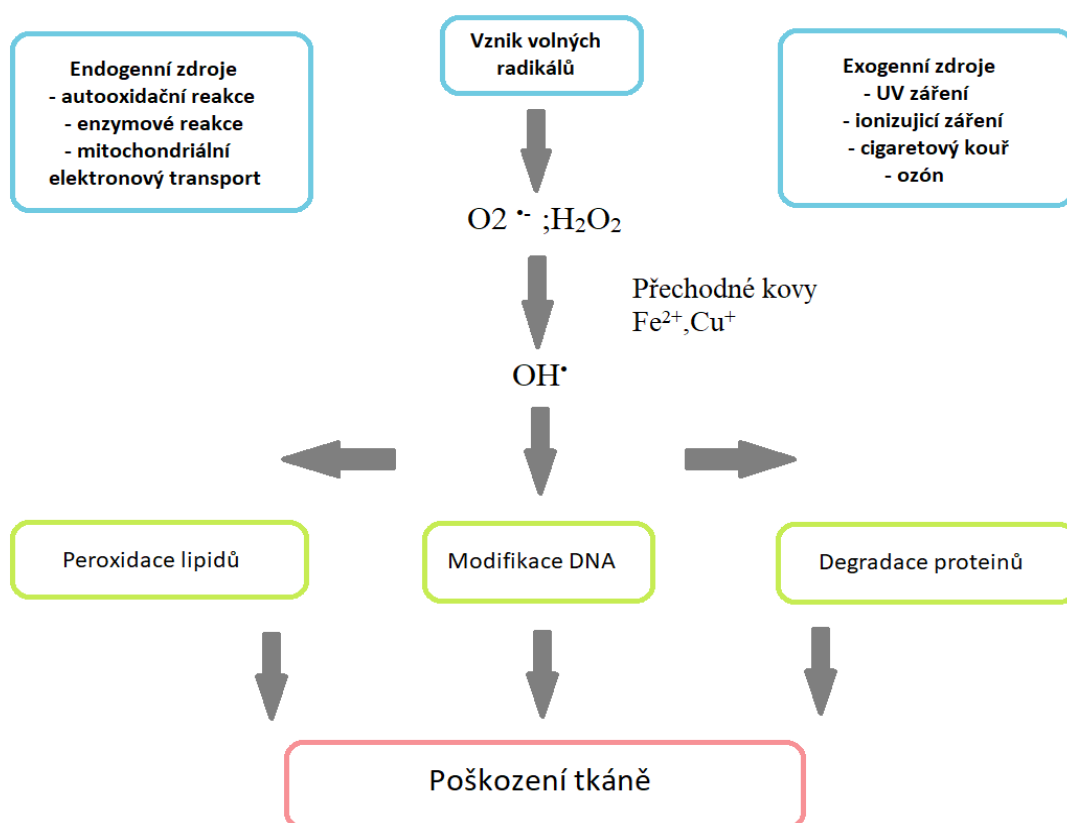 Endogenní zdroje
- autooxidační reakce
- enzymové reakce
- mitochondriální
elektronový transport
Vznik volných
radikálů
Exogenní zdroje
- UV záření
- ionizujicí záření
- cigaretový kouř
- ozón
O2 •- ;H₂O₂
Přechodné kovy
Fe²⁺,Cu⁺
OH•
Peroxidace lipidů
Modifikace DNA
Degradace proteinů
Poškození tkáně